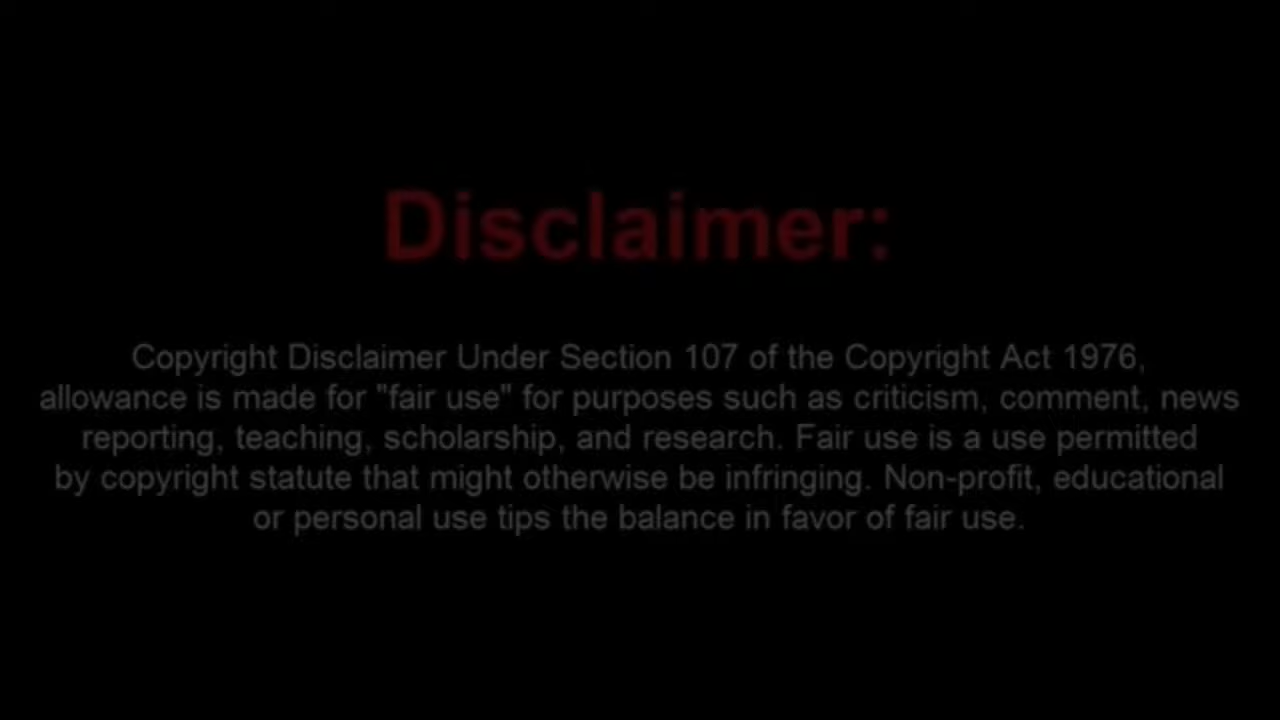 Disclaimer:
Copyright Disclaimer Under Section 107 of the Copyright Act 1976,
allowance is made for "fair use" for purposes such as criticism, comment, news
reporting, teaching, scholarship, and research. Fair use is a use permitted
by copyright statute that might otherwise be infringing. Non-profit, educational
or personal use tips the balance in favor of fair use.